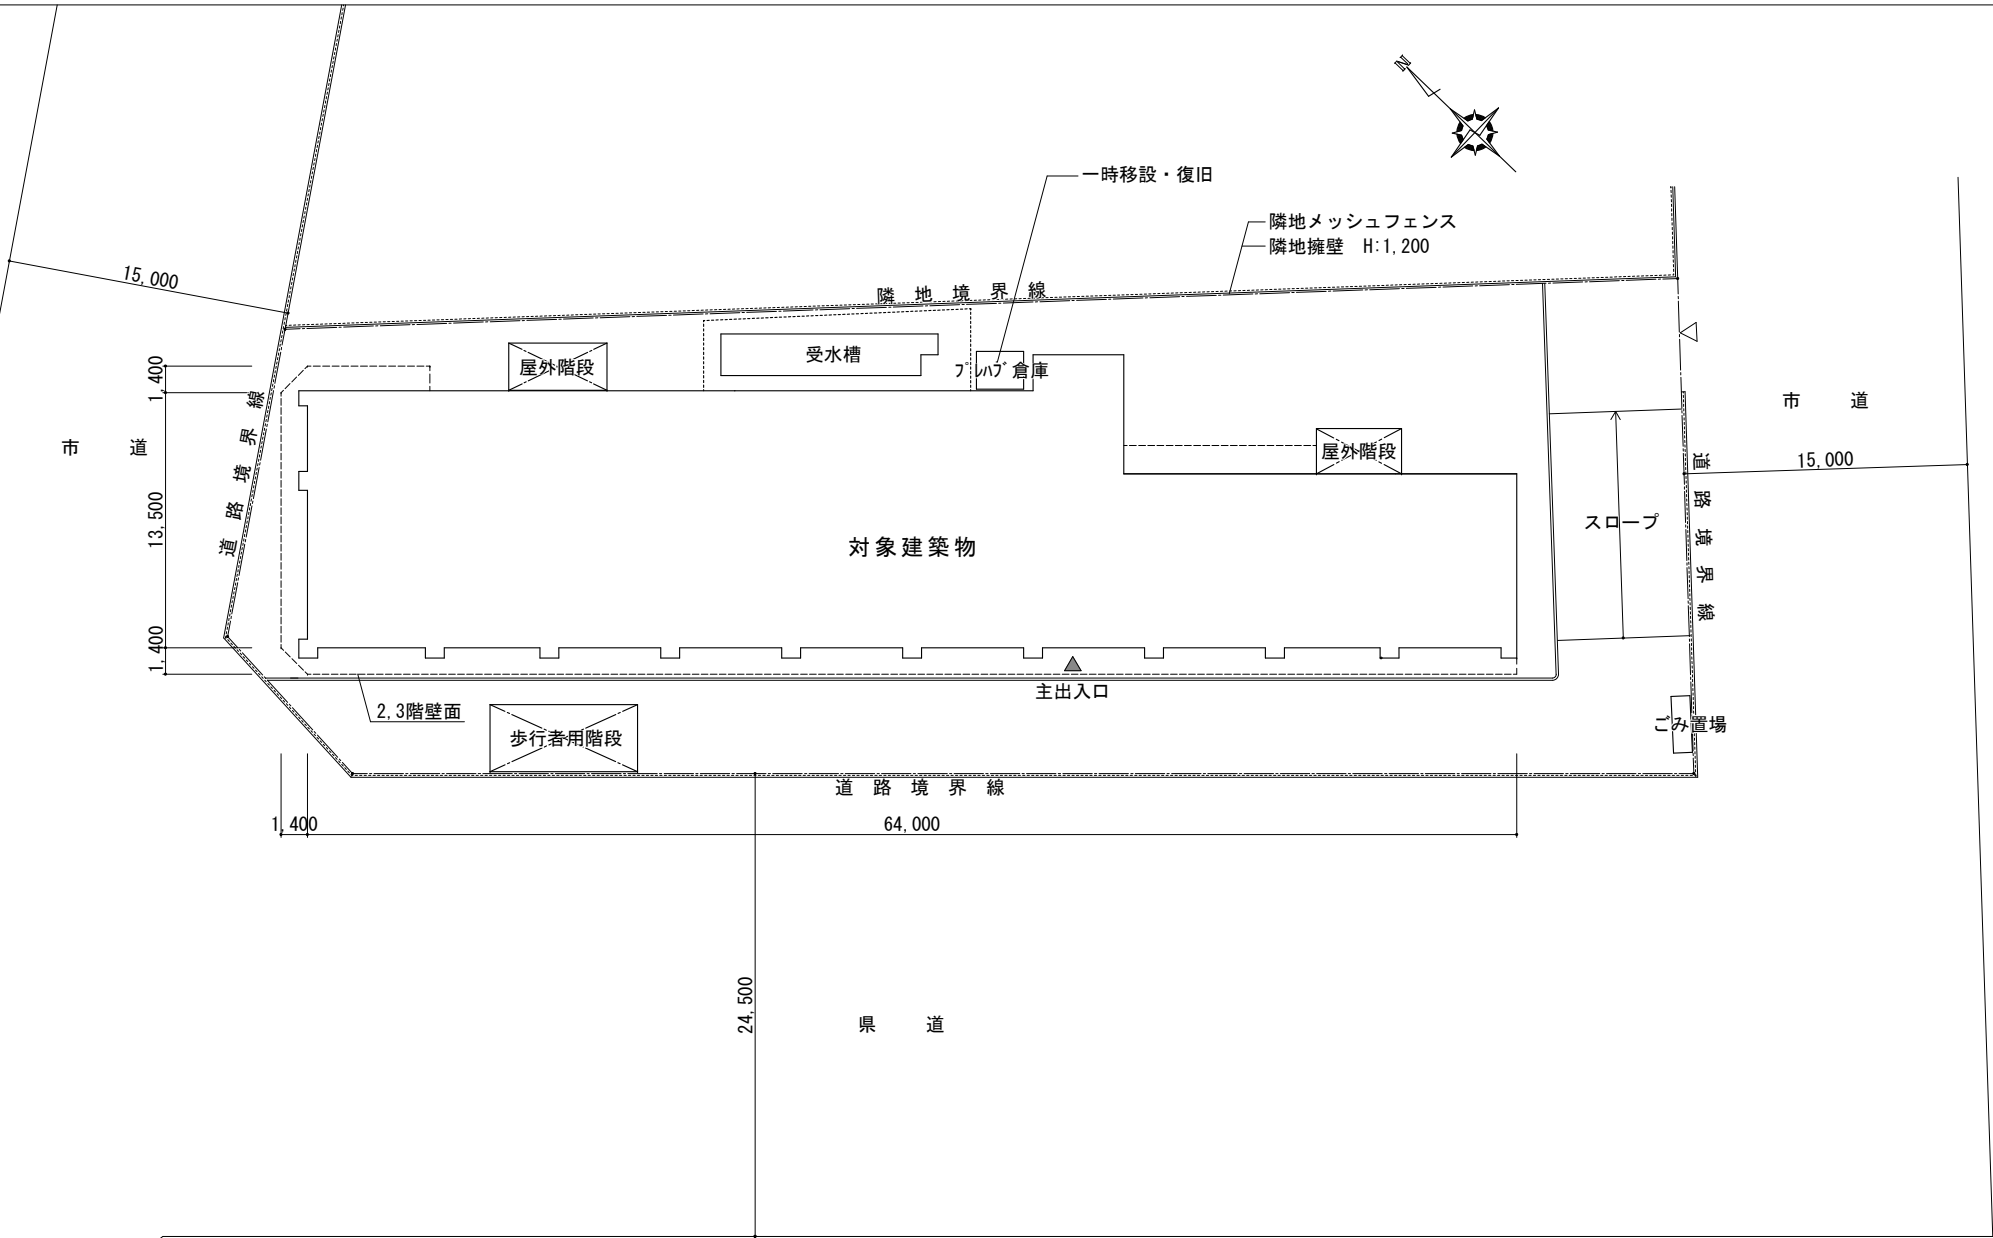 N
一時移設・復旧
隣地メッシュフェンス
隣地擁壁 H:1,200
15,000
隣地境界線
受水槽
屋外階段
プレハブ倉庫
1,400
道路境界線
市道
市道
屋外階段
15,000
道路境界線
13,500
スロープ
対象建築物
1,400
主出入口
2,3階壁面
歩行者用階段
ごみ置場
道路境界線
1,400
64,000
24,500
県道